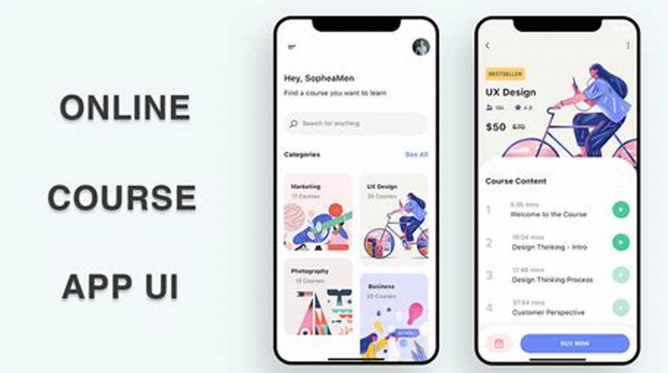 ONLINE
COURSE
APP UI
Hey, SopheaMen
Find a course you want to learn
Search for anything
Categories
See All
Marketing
17 Courses
UX Design
25 Courses
Photography
13 Courses
Business
20 Courses
BESTSELLER
UX Design
18k
4.8
$50 $70
Course Content
1
5:35 mins
Welcome to the Course
2
19:04 mins
Design Thinking - Intro
3
12:48 mins
Design Thinking Process
4
37:54 mins
Customer Perspective
BUY NOW